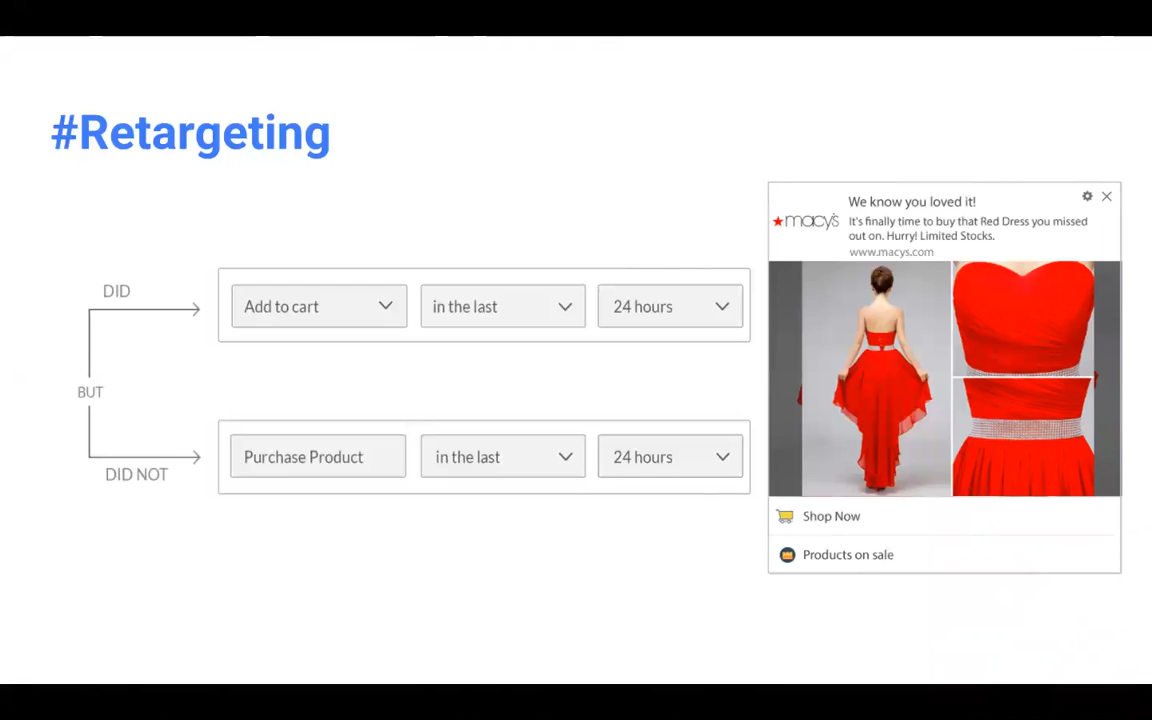 #Retargeting
DID
Add to cart
in the last
24 hours
BUT
Purchase Product
in the last
24 hours
DID NOT
macy's
We know you loved it!
It's finally time to buy that Red Dress you missed
out on. Hurry! Limited Stocks.
www.macys.com
Shop Now
Products on sale